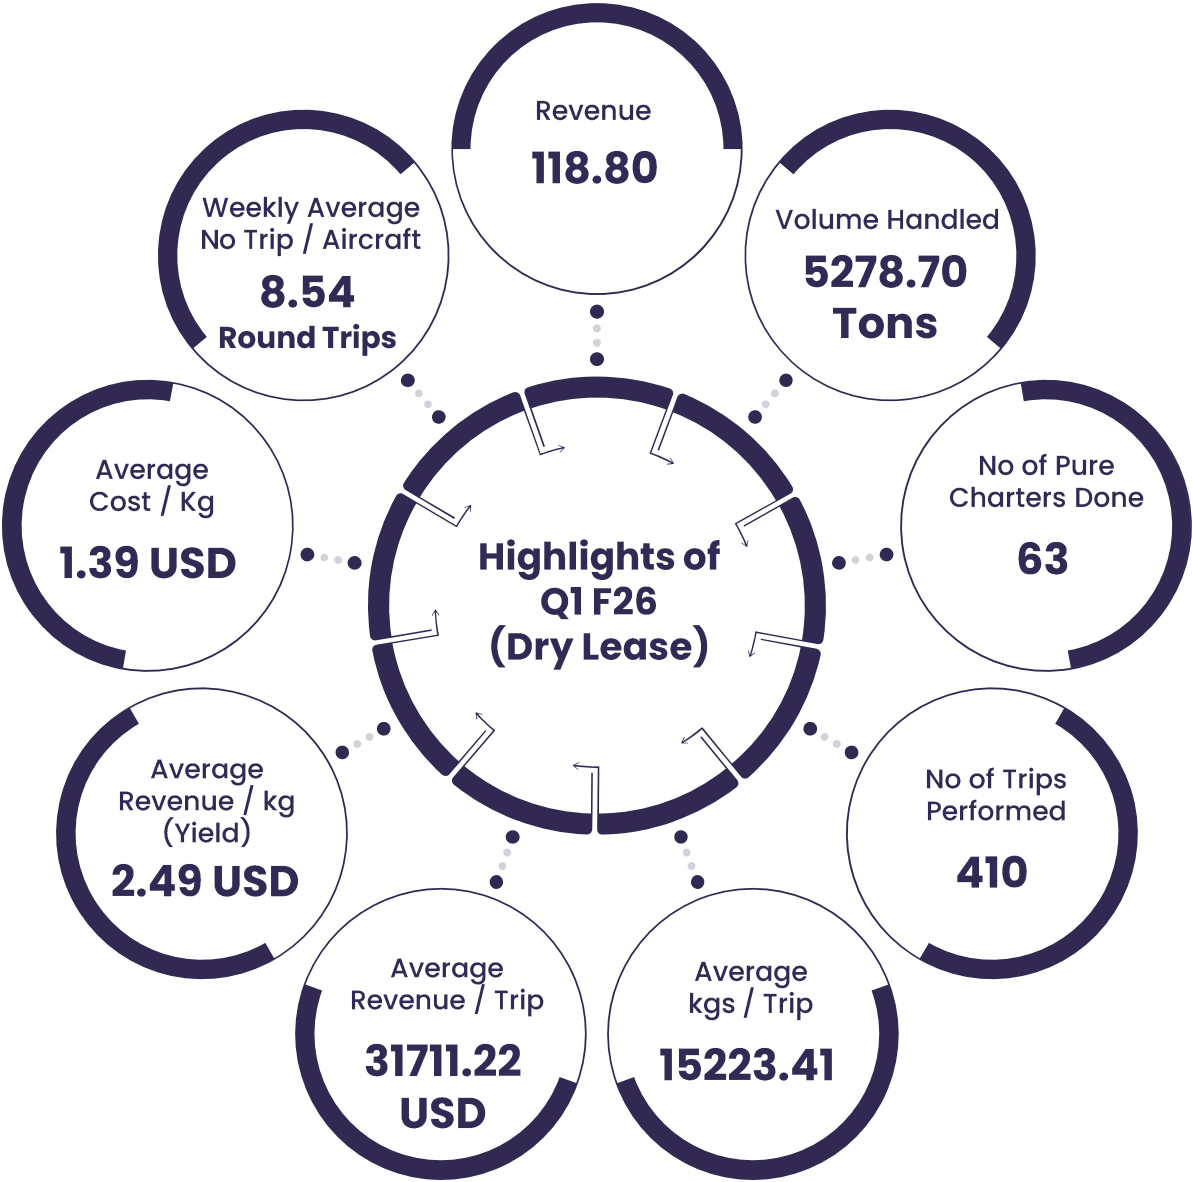 Revenue
118.80
Volume Handled
5278.70
Tons
No of Pure
Charters Done
63
No of Trips
Performed
410
Average
kgs / Trip
15223.41
Average
Revenue / Trip
31711.22
USD
Average
Revenue / kg
(Yield)
2.49 USD
Average
Cost / Kg
1.39 USD
Weekly Average
No Trip / Aircraft
8.54
Round Trips
Highlights of
Q1 F26
(Dry Lease)